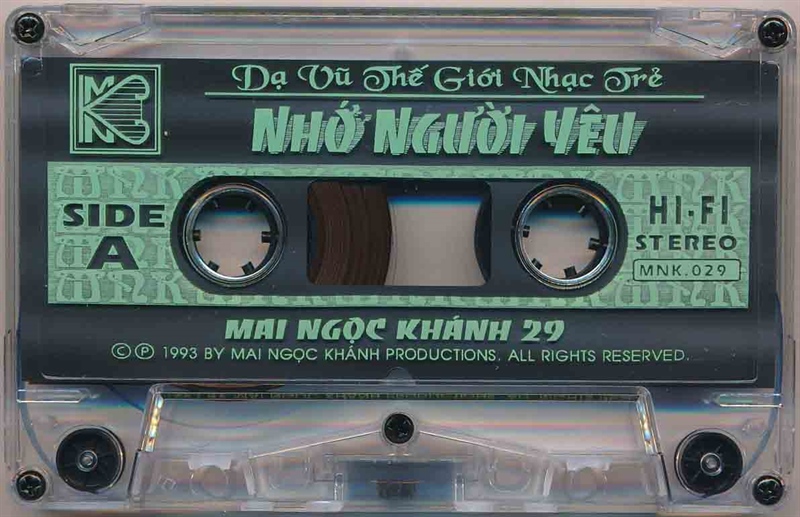 MNK
Dạ Vũ Thế Giới Nhạc Trẻ
NHỚ NGƯỜI YÊU
SIDE A
HI-FI
STEREO
MNK.029
MAI NGỌC KHÁNH 29
© ℗ 1993 BY MAI NGỌC KHÁNH PRODUCTIONS. ALL RIGHTS RESERVED.